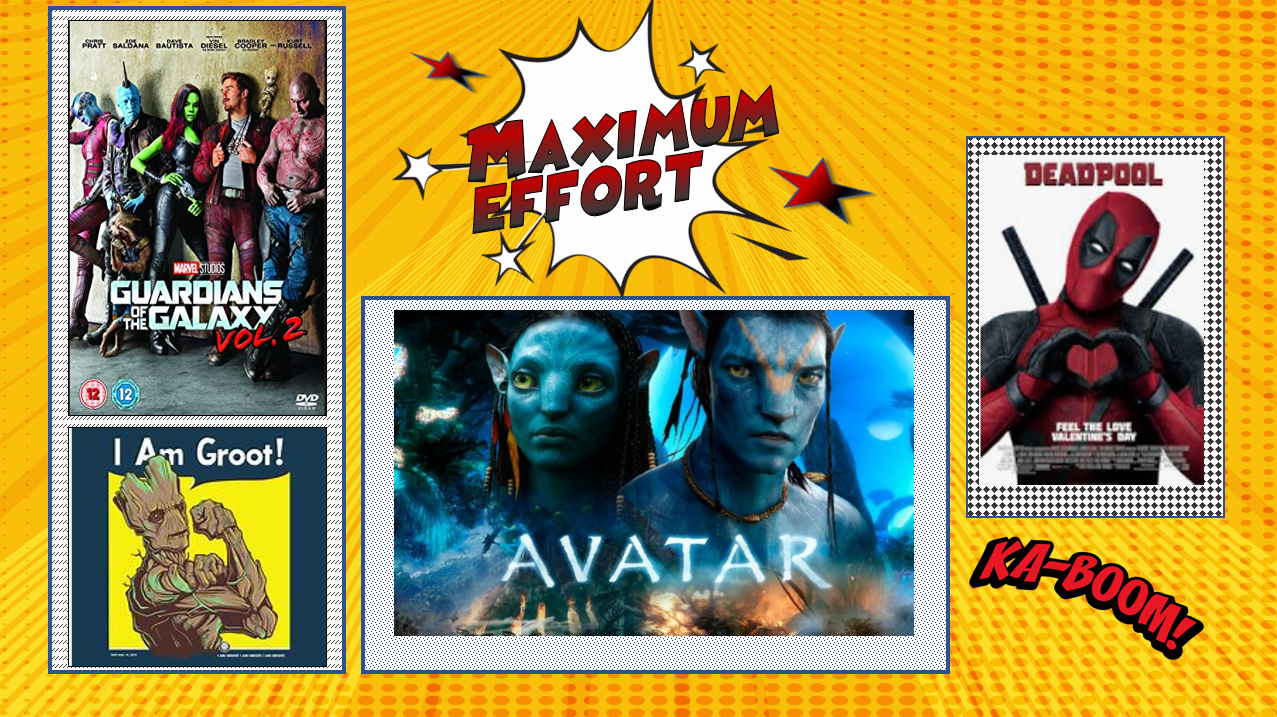 CHRIS PRATT
ZOE SALDANA
DAVE BAUTISTA
VIN DIESEL
BRADLEY COOPER
KURT RUSSELL
MARVEL STUDIOS
GUARDIANS
OF THE GALAXY
VOL. 2
12
12
DVD
VIDEO
I Am Groot!
MAXIMUM
EFFORT
AVATAR
DEADPOOL
FEEL THE LOVE
VALENTINE'S DAY
KA-BOOM!